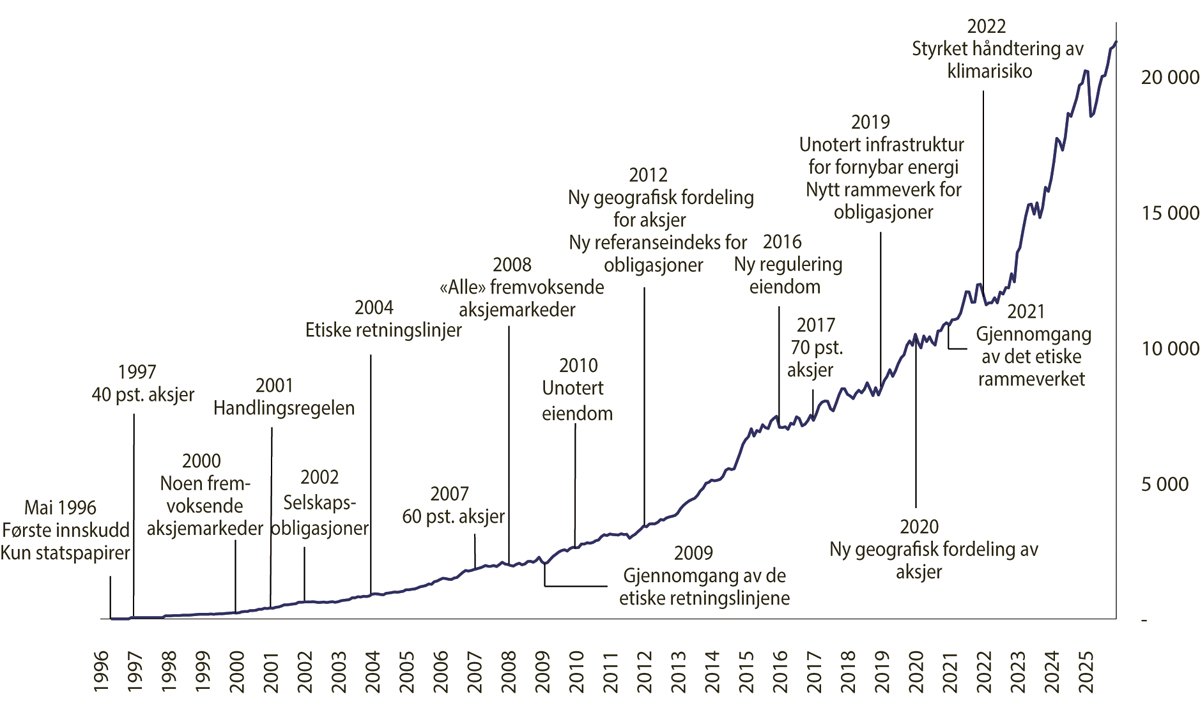 Mai 1996
Første innskudd
Kun statspapirer
1997
40 pst. aksjer
2000
Noen frem-
voksende
aksjemarkeder
2001
Handlingsregelen
2002
Selskaps-
obligasjoner
2004
Etiske retningslinjer
2007
60 pst. aksjer
2008
«Alle» fremvoksende
aksjemarkeder
2009
Gjennomgang av de
etiske retningslinjene
2010
Unotert
eiendom
2012
Ny geografisk fordeling
for aksjer
Ny referanseindeks for
obligasjoner
2016
Ny regulering
eiendom
2017
70 pst.
aksjer
2019
Unotert infrastruktur
for fornybar energi
Nytt rammeverk for
obligasjoner
2020
Ny geografisk fordeling av
aksjer
2021
Gjennomgang
av det etiske
rammeverket
2022
Styrket håndtering av
klimarisiko
20 000
15 000
10 000
5 000
-
1996
1997
1998
1999
2000
2001
2002
2003
2004
2005
2006
2007
2008
2009
2010
2011
2012
2013
2014
2015
2016
2017
2018
2019
2020
2021
2022
2023
2024
2025